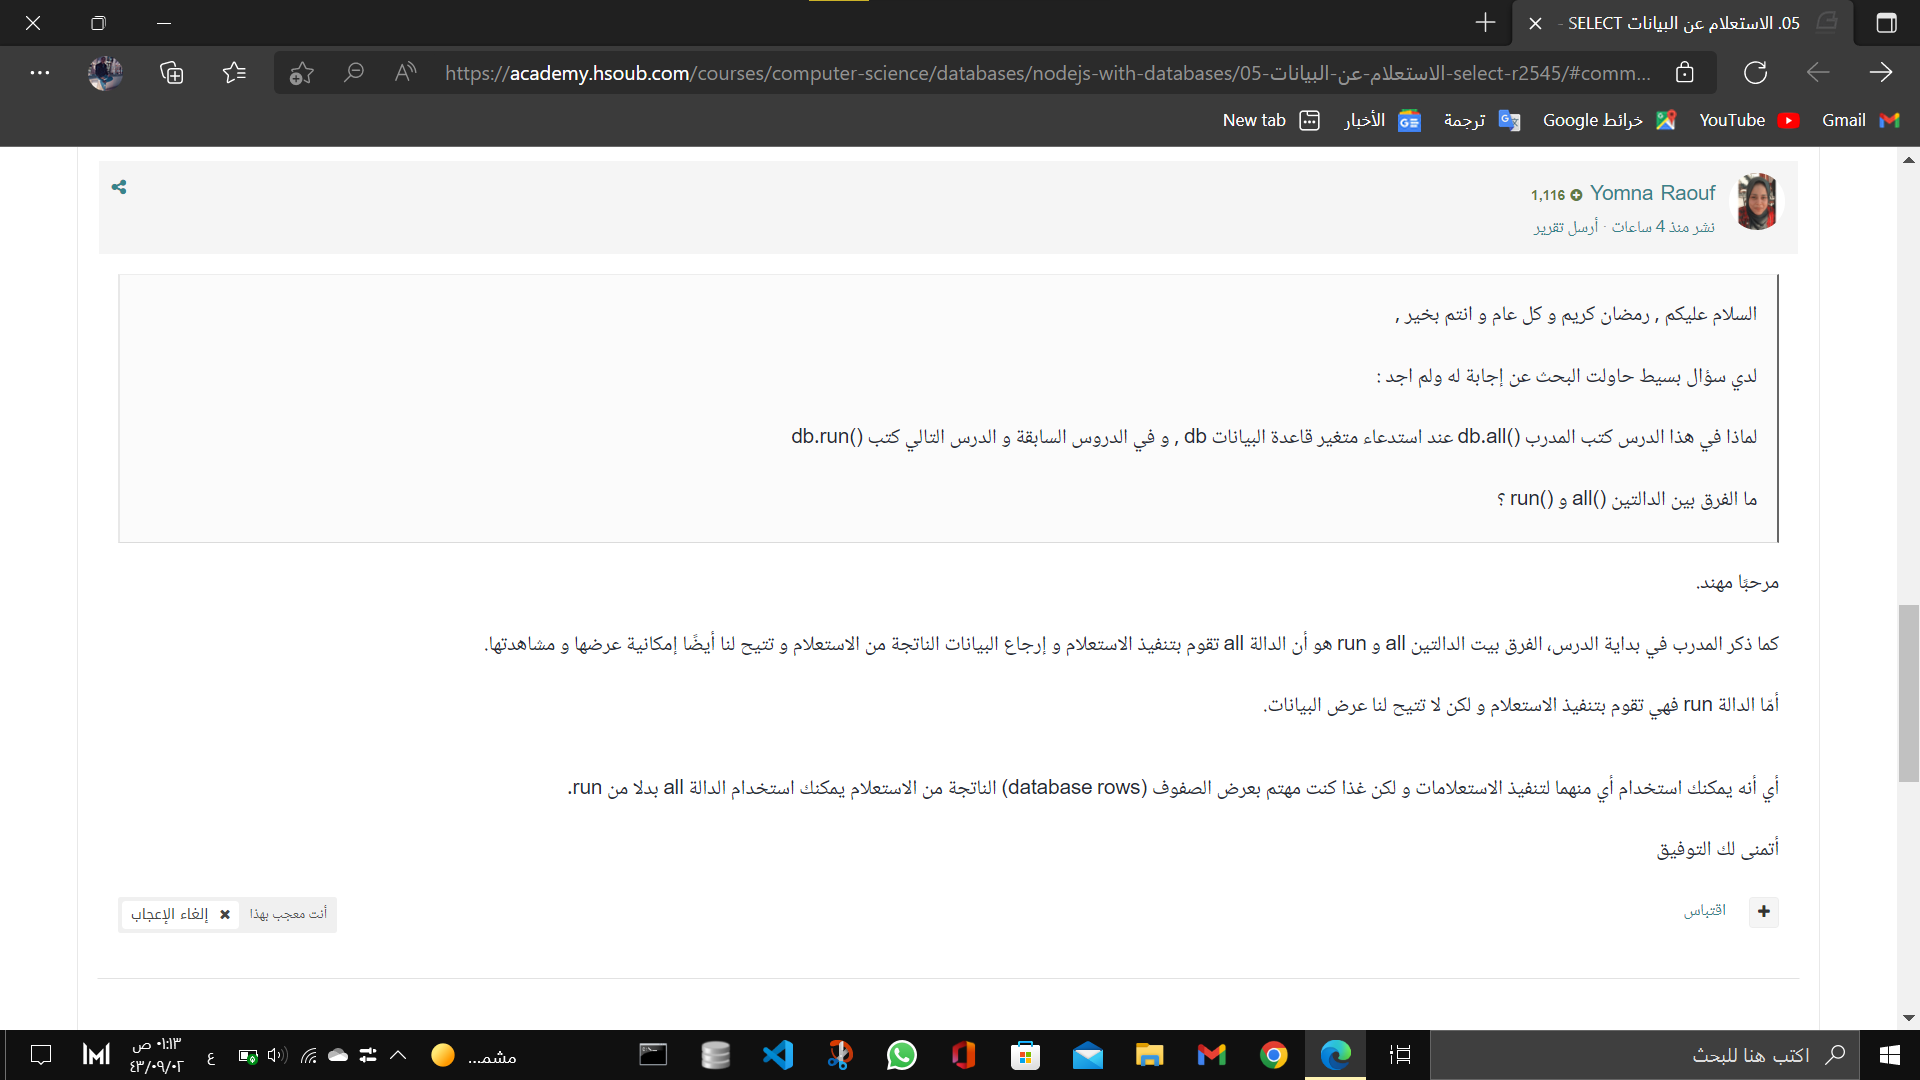 05. الاستعلام عن البيانات SELECT -
https://academy.hsoub.com/courses/computer-science/databases/nodejs-with-databases/05-الاستعلام-عن-البيانات-select-r2545/#comm...
Gmail
YouTube
خرائط Google
ترجمة
الأخبار
New tab
Yomna Raouf 1,116
نشر منذ 4 ساعات · أرسل تقرير
السلام عليكم , رمضان كريم و كل عام و انتم بخير ,
لدي سؤال بسيط حاولت البحث عن إجابة له ولم اجد :
لماذا في هذا الدرس كتب المدرب db.all() عند استدعاء متغير قاعدة البيانات db , و في الدروس السابقة و الدرس التالي كتب db.run()
ما الفرق بين الدالتين all() و run() ؟
مرحبًا مهند.
كما ذكر المدرب في بداية الدرس، الفرق بيت الدالتين all و run هو أن الدالة all تقوم بتنفيذ الاستعلام و إرجاع البيانات الناتجة من الاستعلام و تتيح لنا أيضًا إمكانية عرضها و مشاهدتها.
أمّا الدالة run فهي تقوم بتنفيذ الاستعلام و لكن لا تتيح لنا عرض البيانات.
أي أنه يمكنك استخدام أي منهما لتنفيذ الاستعلامات و لكن غذا كنت مهتم بعرض الصفوف (database rows) الناتجة من الاستعلام يمكنك استخدام الدالة all بدلا من run.
أتمنى لك التوفيق
اقتباس
أنت معجب بهذا
إلغاء الإعجاب
اكتب هنا للبحث
مشمـ...
ع
٠١:١٣ ص
٤٣/٠٩/٠٢